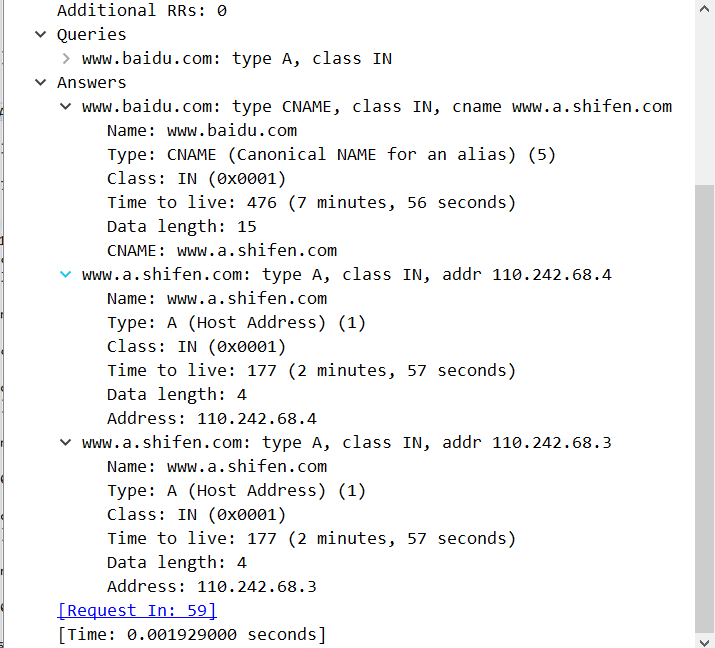 Additional RRs: 0
Queries
www.baidu.com: type A, class IN
Answers
www.baidu.com: type CNAME, class IN, cname www.a.shifen.com
Name: www.baidu.com
Type: CNAME (Canonical NAME for an alias) (5)
Class: IN (0x0001)
Time to live: 476 (7 minutes, 56 seconds)
Data length: 15
CNAME: www.a.shifen.com
www.a.shifen.com: type A, class IN, addr 110.242.68.4
Name: www.a.shifen.com
Type: A (Host Address) (1)
Class: IN (0x0001)
Time to live: 177 (2 minutes, 57 seconds)
Data length: 4
Address: 110.242.68.4
www.a.shifen.com: type A, class IN, addr 110.242.68.3
Name: www.a.shifen.com
Type: A (Host Address) (1)
Class: IN (0x0001)
Time to live: 177 (2 minutes, 57 seconds)
Data length: 4
Address: 110.242.68.3
[Request In: 59]
[Time: 0.001929000 seconds]